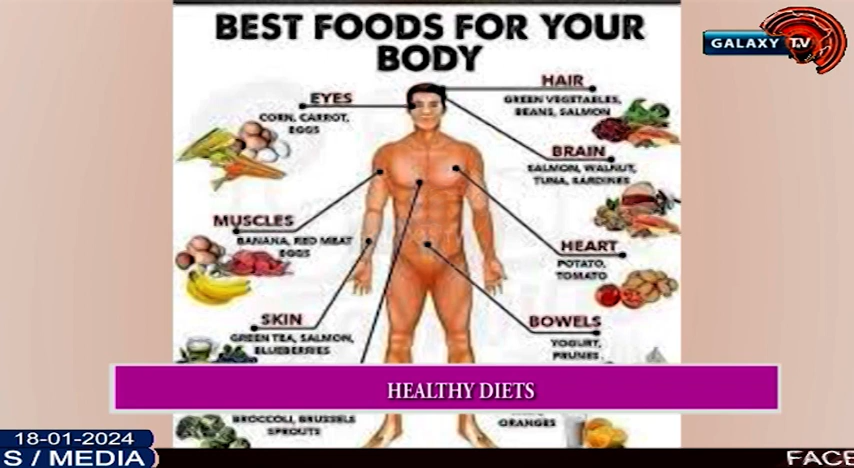 BEST FOODS FOR YOUR
BODY
GALAXY TV
EYES
CORN, CARROT,
EGGS
HAIR
GREEN VEGETABLES,
BEANS, SALMON
BRAIN
SALMON, WALNUT,
TUNA, SARDINES
MUSCLES
BANANA, RED MEAT
EGGS
HEART
POTATO,
TOMATO
SKIN
GREEN TEA, SALMON,
BLUEBERRIES
BOWELS
YOGURT,
PRUNES
HEALTHY DIETS
BROCCOLI, BRUSSELS
SPROUTS
ORANGES
18-01-2024
S / MEDIA
FACE